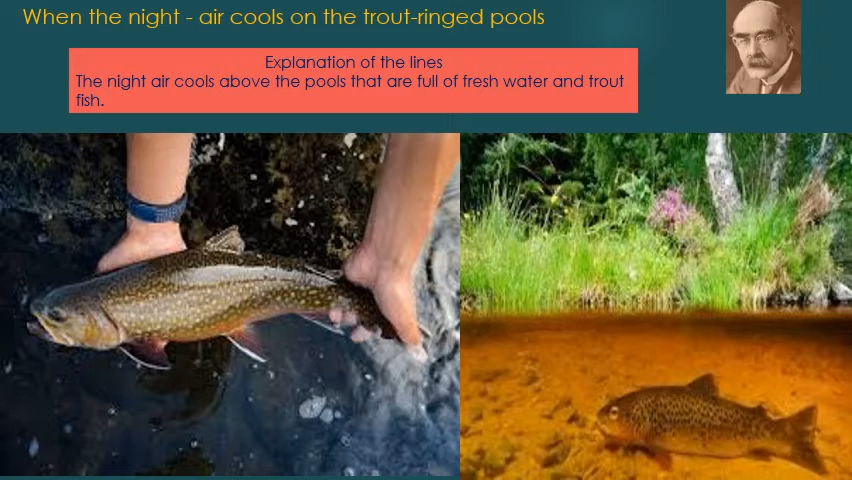 When the night - air cools on the trout-ringed pools
Explanation of the lines
The night air cools above the pools that are full of fresh water and trout
fish.